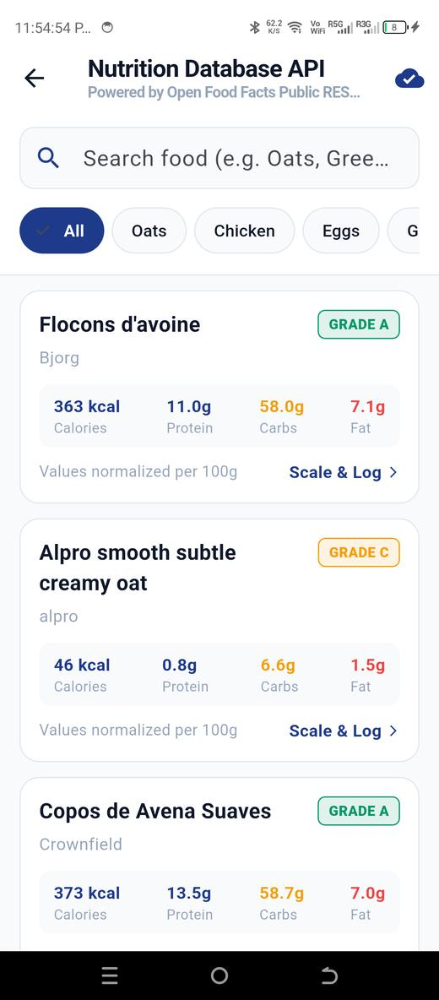 11:54:54 P...
62.2 K/S
Vo WiFi
R5G
R3G
8
Nutrition Database API
Powered by Open Food Facts Public RES...
Search food (e.g. Oats, Gree...
All Oats Chicken Eggs G
Flocons d'avoine GRADE A
Bjorg
363 kcal 11.0g 58.0g 7.1g
Calories Protein Carbs Fat
Values normalized per 100g Scale & Log
Alpro smooth subtle GRADE C
creamy oat
alpro
46 kcal 0.8g 6.6g 1.5g
Calories Protein Carbs Fat
Values normalized per 100g Scale & Log
Copos de Avena Suaves GRADE A
Crownfield
373 kcal 13.5g 58.7g 7.0g
Calories Protein Carbs Fat